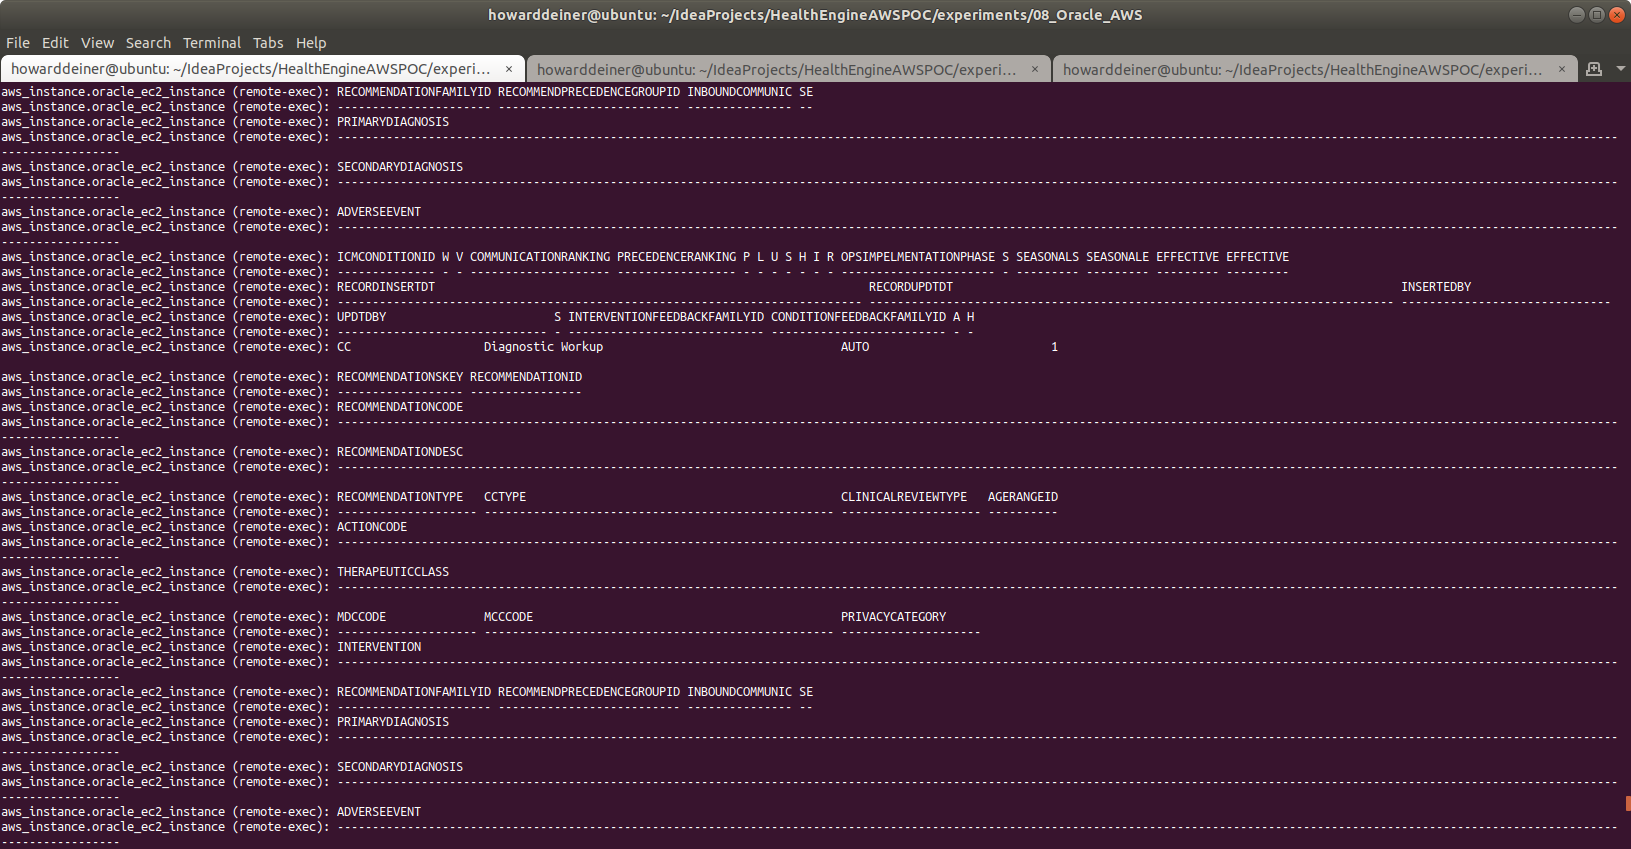 howarddeiner@ubuntu: ~/IdeaProjects/HealthEngineAWSPOC/experiments/08_Oracle_AWS
File Edit View Search Terminal Tabs Help
howarddeiner@ubuntu: ~/IdeaProjects/HealthEngineAWSPOC/experi... × howarddeiner@ubuntu: ~/IdeaProjects/HealthEngineAWSPOC/experi... × howarddeiner@ubuntu: ~/IdeaProjects/HealthEngineAWSPOC/experi... ×
aws_instance.oracle_ec2_instance (remote-exec): RECOMMENDATIONFAMILYID RECOMMENDPRECEDENCEGROUPID INBOUNDCOMMUNIC SE
aws_instance.oracle_ec2_instance (remote-exec): ---------------------- -------------------------- --------------- --
aws_instance.oracle_ec2_instance (remote-exec): PRIMARYDIAGNOSIS
aws_instance.oracle_ec2_instance (remote-exec): ---------------------------------------------------------------------------------------------------------------------------------------------------------------------------------------
-----------------
aws_instance.oracle_ec2_instance (remote-exec): SECONDARYDIAGNOSIS
aws_instance.oracle_ec2_instance (remote-exec): ---------------------------------------------------------------------------------------------------------------------------------------------------------------------------------------
-----------------
aws_instance.oracle_ec2_instance (remote-exec): ADVERSEEVENT
aws_instance.oracle_ec2_instance (remote-exec): ---------------------------------------------------------------------------------------------------------------------------------------------------------------------------------------
-----------------
aws_instance.oracle_ec2_instance (remote-exec): ICMCONDITIONID W V COMMUNICATIONRANKING PRECEDENCERANKING P L U S H I R OPSIMPELMENTATIONPHASE S SEASONALS SEASONALE EFFECTIVE EFFECTIVE
aws_instance.oracle_ec2_instance (remote-exec): -------------- - - -------------------- ----------------- - - - - - - - ---------------------- - --------- --------- --------- ---------
aws_instance.oracle_ec2_instance (remote-exec): RECORDINSERTDT RECORDUPDTDT INSERTEDBY
aws_instance.oracle_ec2_instance (remote-exec): --------------------------------------------------------------------------- --------------------------------------------------------------------------- ------------------------------
aws_instance.oracle_ec2_instance (remote-exec): UPDTDBY S INTERVENTIONFEEDBACKFAMILYID CONDITIONFEEDBACKFAMILYID A H
aws_instance.oracle_ec2_instance (remote-exec): ------------------------------ - ---------------------------- ------------------------- - -
aws_instance.oracle_ec2_instance (remote-exec): CC Diagnostic Workup AUTO 1
aws_instance.oracle_ec2_instance (remote-exec): RECOMMENDATIONSKEY RECOMMENDATIONID
aws_instance.oracle_ec2_instance (remote-exec): ------------------ ----------------
aws_instance.oracle_ec2_instance (remote-exec): RECOMMENDATIONCODE
aws_instance.oracle_ec2_instance (remote-exec): ---------------------------------------------------------------------------------------------------------------------------------------------------------------------------------------
-----------------
aws_instance.oracle_ec2_instance (remote-exec): RECOMMENDATIONDESC
aws_instance.oracle_ec2_instance (remote-exec): ---------------------------------------------------------------------------------------------------------------------------------------------------------------------------------------
-----------------
aws_instance.oracle_ec2_instance (remote-exec): RECOMMENDATIONTYPE CCTYPE CLINICALREVIEWTYPE AGERANGEID
aws_instance.oracle_ec2_instance (remote-exec): -------------------- -------------------------------------------------- -------------------- ----------
aws_instance.oracle_ec2_instance (remote-exec): ACTIONCODE
aws_instance.oracle_ec2_instance (remote-exec): ---------------------------------------------------------------------------------------------------------------------------------------------------------------------------------------
-----------------
aws_instance.oracle_ec2_instance (remote-exec): THERAPEUTICCLASS
aws_instance.oracle_ec2_instance (remote-exec): ---------------------------------------------------------------------------------------------------------------------------------------------------------------------------------------
-----------------
aws_instance.oracle_ec2_instance (remote-exec): MDCCODE MCCCODE PRIVACYCATEGORY
aws_instance.oracle_ec2_instance (remote-exec): -------------------- -------------------------------------------------- --------------------
aws_instance.oracle_ec2_instance (remote-exec): INTERVENTION
aws_instance.oracle_ec2_instance (remote-exec): ---------------------------------------------------------------------------------------------------------------------------------------------------------------------------------------
-----------------
aws_instance.oracle_ec2_instance (remote-exec): RECOMMENDATIONFAMILYID RECOMMENDPRECEDENCEGROUPID INBOUNDCOMMUNIC SE
aws_instance.oracle_ec2_instance (remote-exec): ---------------------- -------------------------- --------------- --
aws_instance.oracle_ec2_instance (remote-exec): PRIMARYDIAGNOSIS
aws_instance.oracle_ec2_instance (remote-exec): ---------------------------------------------------------------------------------------------------------------------------------------------------------------------------------------
-----------------
aws_instance.oracle_ec2_instance (remote-exec): SECONDARYDIAGNOSIS
aws_instance.oracle_ec2_instance (remote-exec): ---------------------------------------------------------------------------------------------------------------------------------------------------------------------------------------
-----------------
aws_instance.oracle_ec2_instance (remote-exec): ADVERSEEVENT
aws_instance.oracle_ec2_instance (remote-exec): ---------------------------------------------------------------------------------------------------------------------------------------------------------------------------------------
-----------------